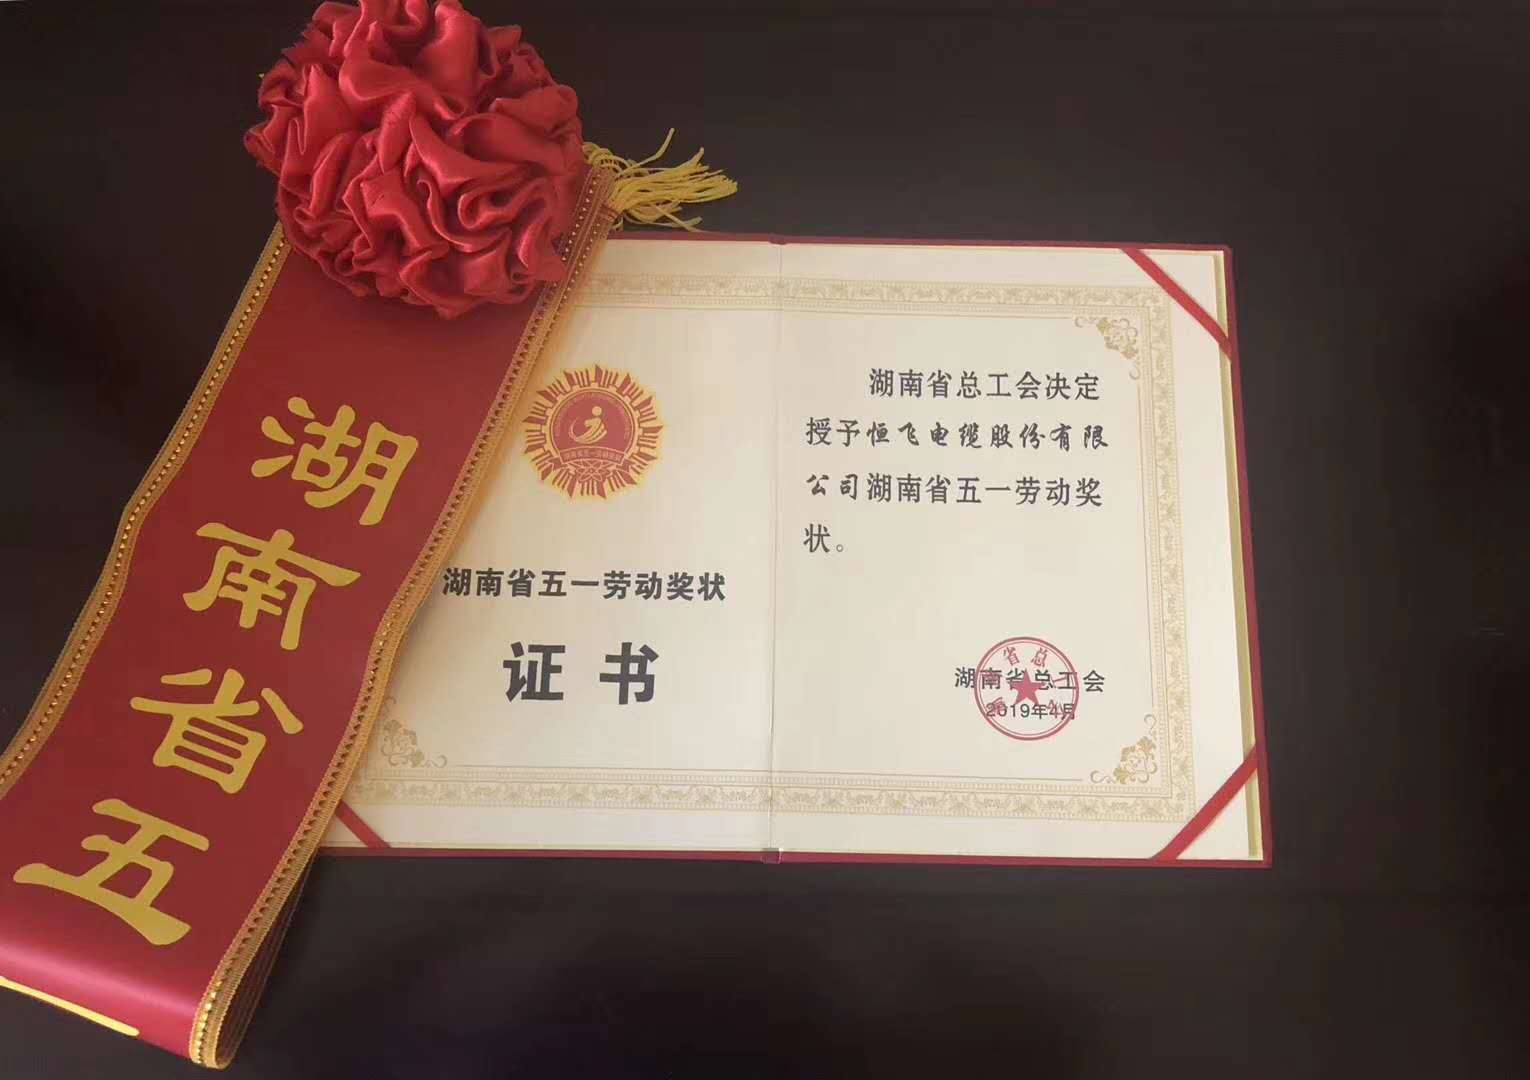 湖
南
省
五
湖南省五一劳动奖状
证书
湖南省总工会决定
授予恒飞电缆股份有限
公司湖南省五一劳动奖
状。
湖南省总工会
2019年4月